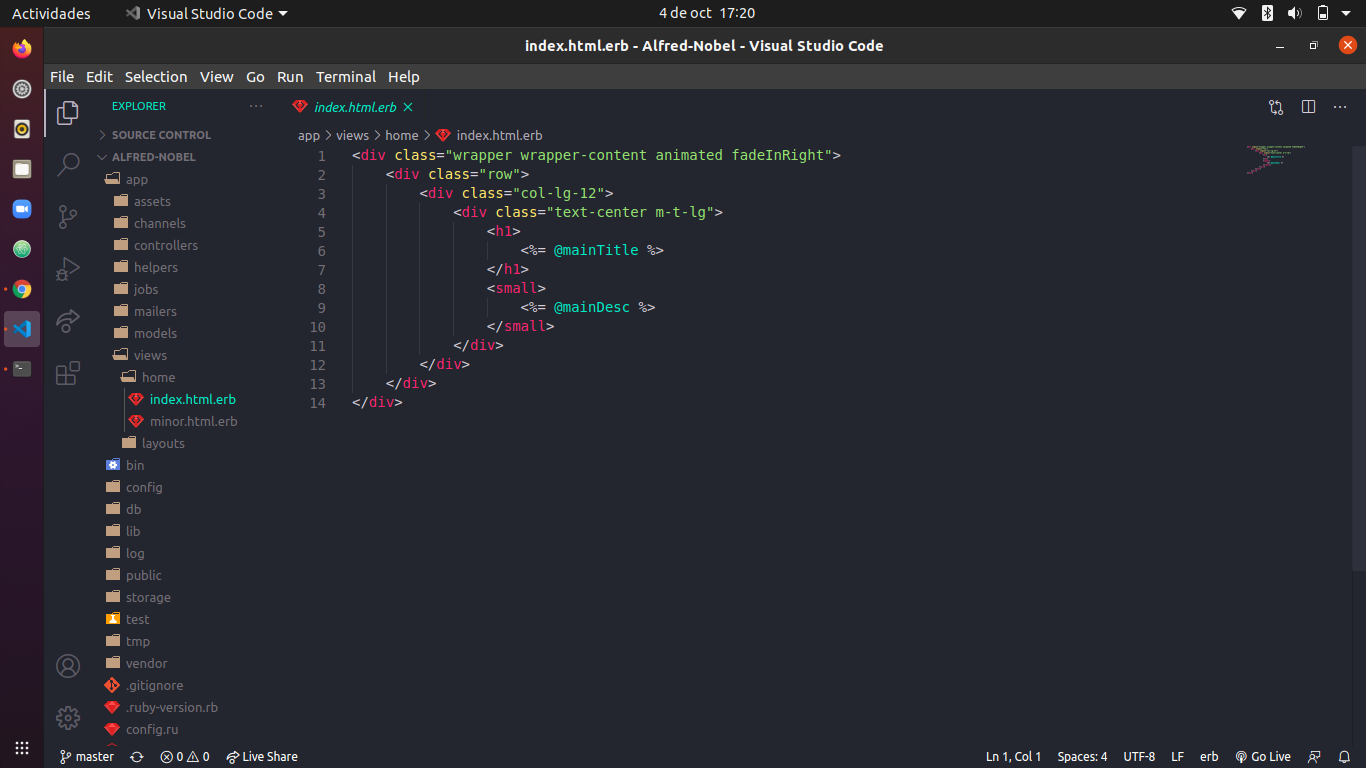 Actividades Visual Studio Code 4 de oct 17:20
index.html.erb - Alfred-Nobel - Visual Studio Code
File Edit Selection View Go Run Terminal Help
EXPLORER
SOURCE CONTROL
ALFRED-NOBEL
app
assets
channels
controllers
helpers
jobs
mailers
models
views
home
index.html.erb
minor.html.erb
layouts
bin
config
db
lib
log
public
storage
test
tmp
vendor
.gitignore
.ruby-version.rb
config.ru
index.html.erb
app > views > home > index.html.erb
1 <div class="wrapper wrapper-content animated fadeInRight">
2 <div class="row">
3 <div class="col-lg-12">
4 <div class="text-center m-t-lg">
5 <h1>
6 <%= @mainTitle %>
7 </h1>
8 <small>
9 <%= @mainDesc %>
10 </small>
11 </div>
12 </div>
13 </div>
14 </div>
master 0 0 Live Share Ln 1, Col 1 Spaces: 4 UTF-8 LF erb Go Live